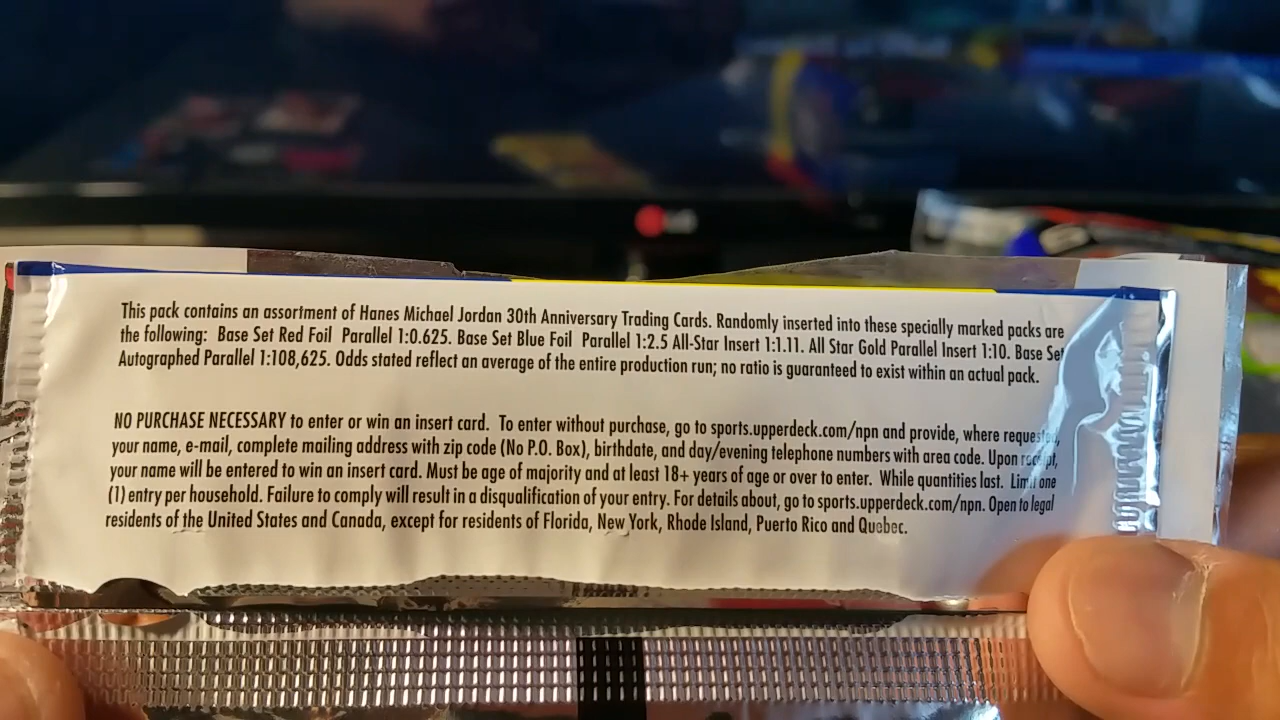 LG
This pack contains an assortment of Hanes Michael Jordan 30th Anniversary Trading Cards. Randomly inserted into these specially marked packs are
the following: Base Set Red Foil Parallel 1:0.625. Base Set Blue Foil Parallel 1:2.5 All-Star Insert 1:1.11. All Star Gold Parallel Insert 1:10. Base Set
Autographed Parallel 1:108,625. Odds stated reflect an average of the entire production run; no ratio is guaranteed to exist within an actual pack.
NO PURCHASE NECESSARY to enter or win an insert card. To enter without purchase, go to sports.upperdeck.com/npn and provide, where requested,
your name, e-mail, complete mailing address with zip code (No P.O. Box), birthdate, and day/evening telephone numbers with area code. Upon receipt,
your name will be entered to win an insert card. Must be age of majority and at least 18+ years of age or over to enter. While quantities last. Limit one
(1) entry per household. Failure to comply will result in a disqualification of your entry. For details about, go to sports.upperdeck.com/npn. Open to legal
residents of the United States and Canada, except for residents of Florida, New York, Rhode Island, Puerto Rico and Quebec.